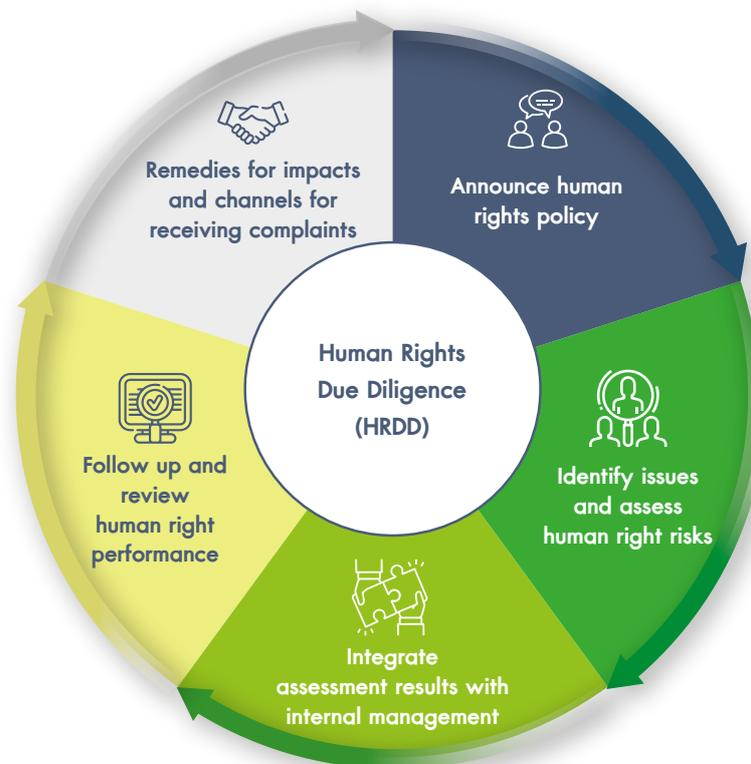 Human Rights
Due Diligence
(HRDD)
Announce human
rights policy
Identify issues
and assess
human right risks
Integrate
assessment results with
internal management
Follow up and
review
human right
performance
Remedies for impacts
and channels for
receiving complaints